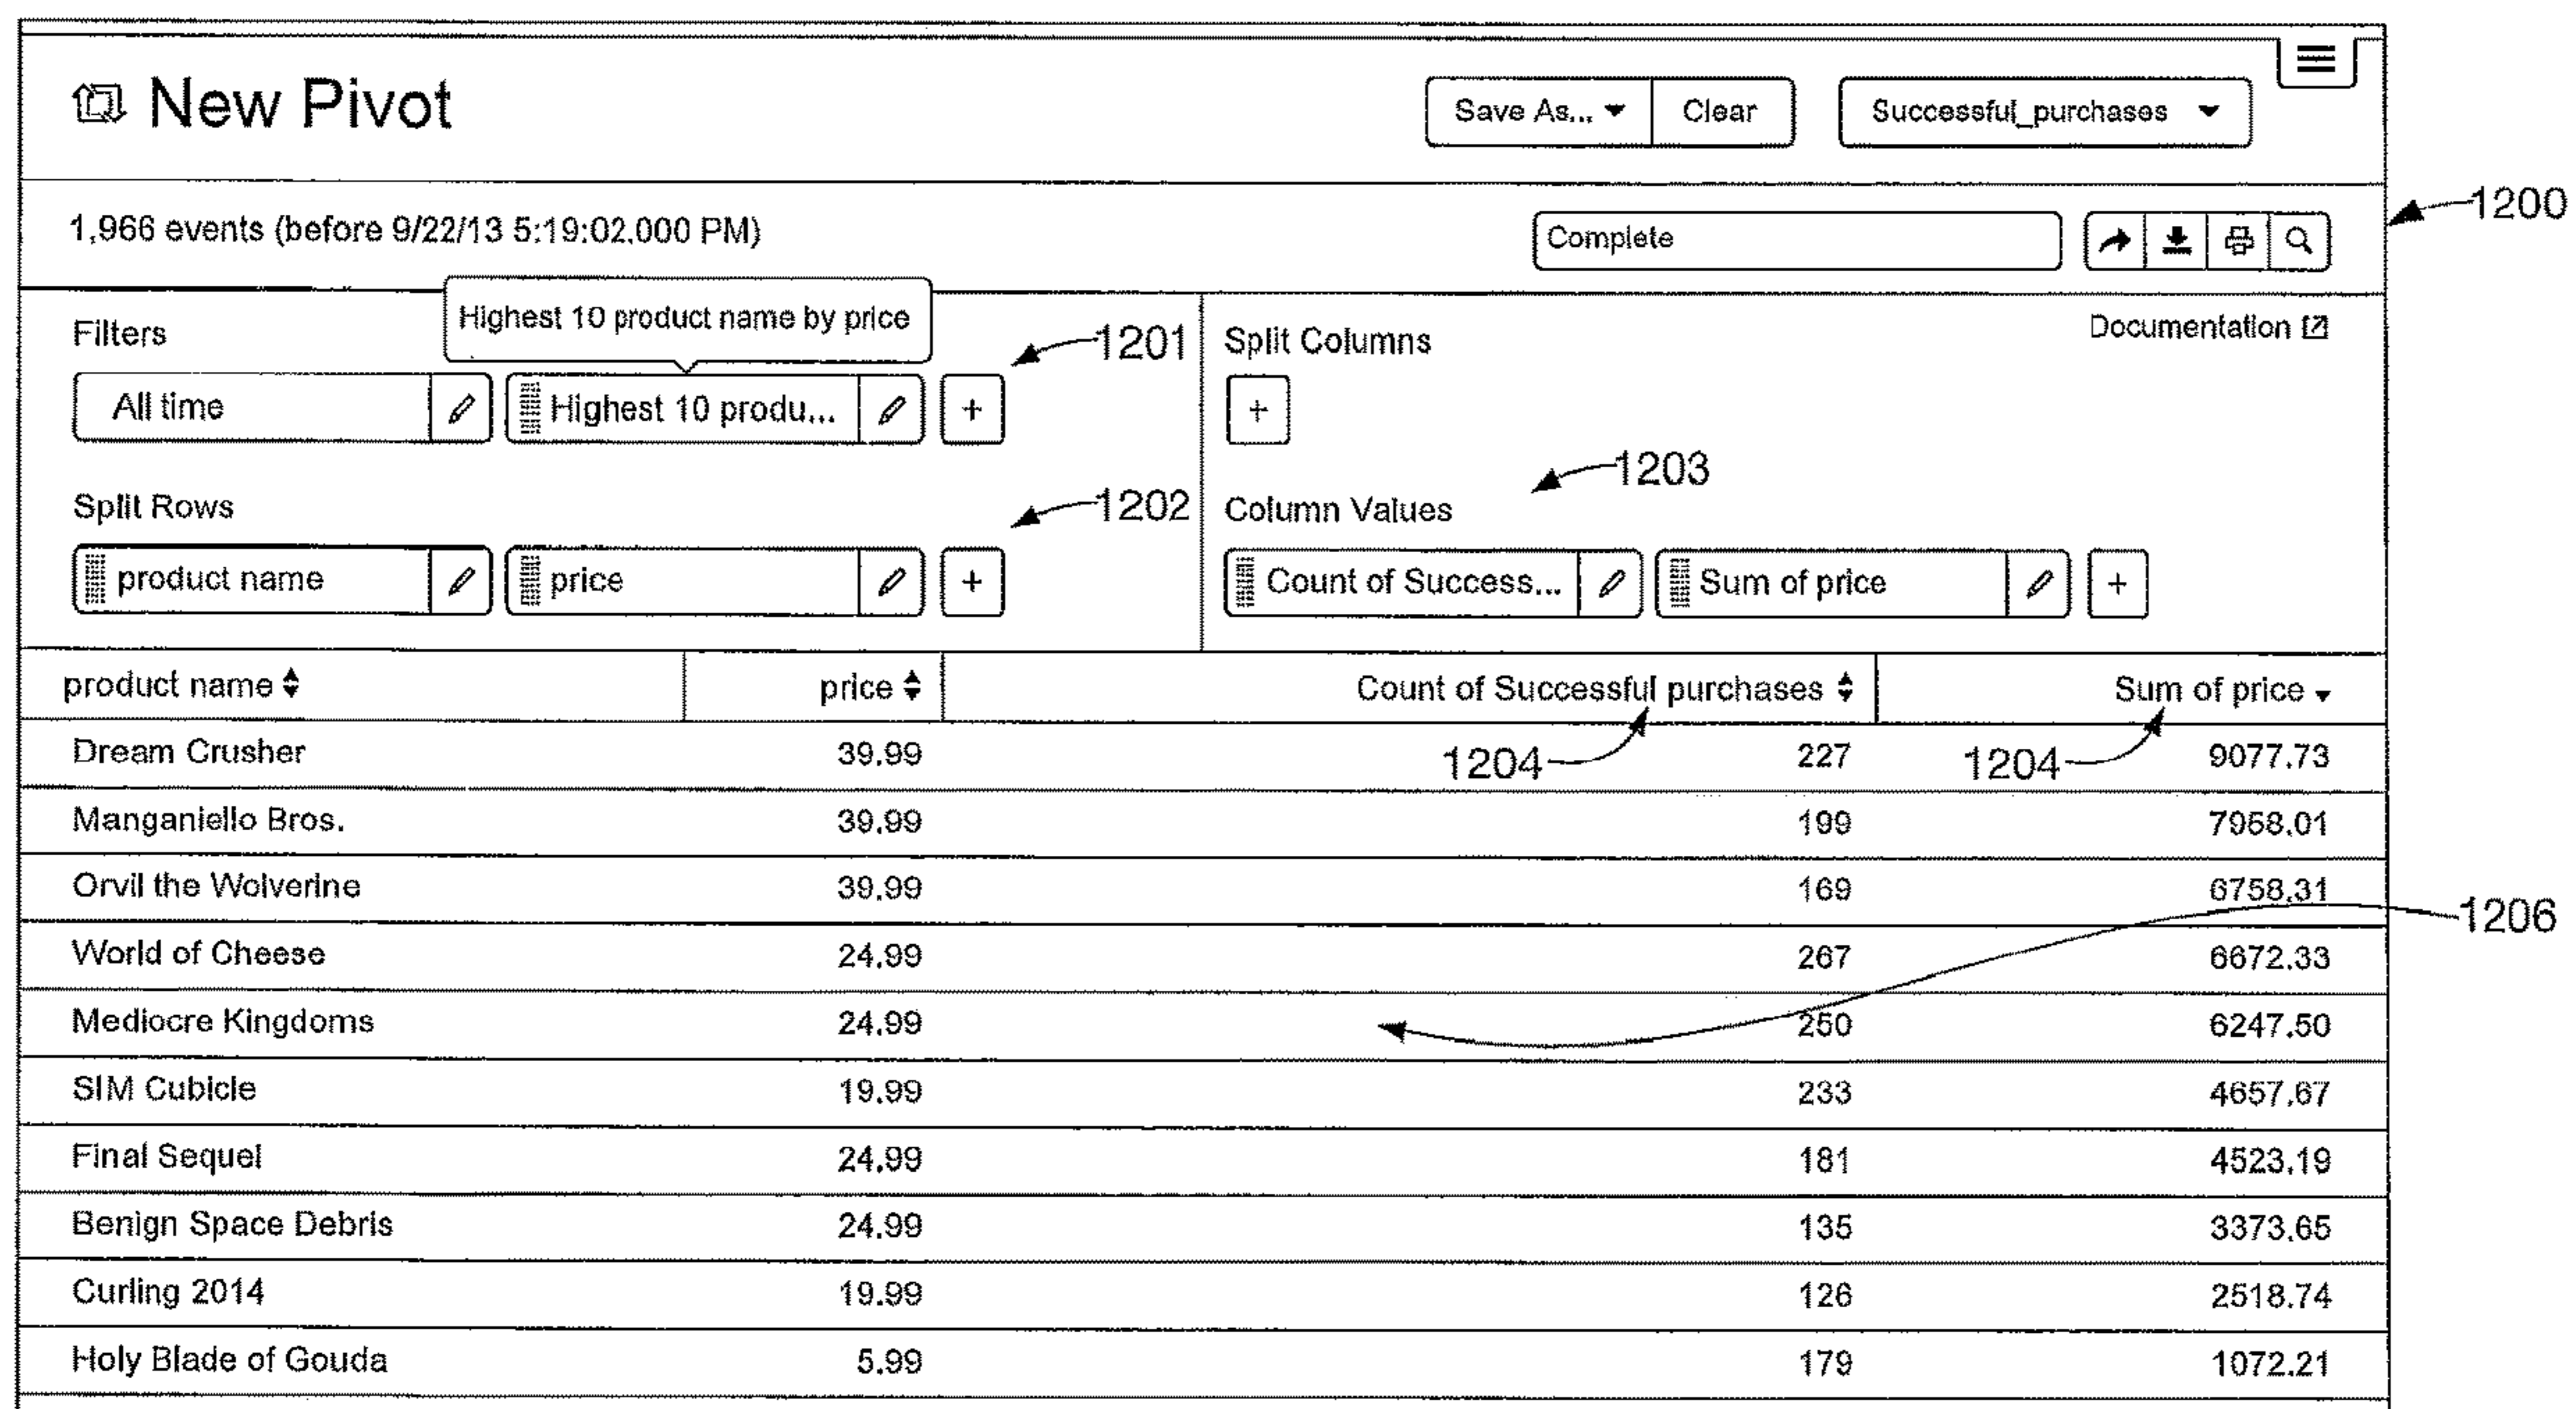 New Pivot
Save As... Clear Successful_purchases
1,966 events (before 9/22/13 5:19:02.000 PM)
Complete
1200
Highest 10 product name by price
Filters
1201
Split Columns
Documentation
All time Highest 10 produ... +
+
Split Rows
1202
1203
Column Values
product name price +
Count of Success... Sum of price +
product name price Count of Successful purchases Sum of price
Dream Crusher 39.99 1204 227 1204 9077.73
Manganiello Bros. 39.99 199 7958.01
Orvil the Wolverine 39.99 169 6758.31
1206
World of Cheese 24.99 267 6672.33
Mediocre Kingdoms 24.99 250 6247.50
SIM Cubicle 19.99 233 4657.67
Final Sequel 24.99 181 4523.19
Benign Space Debris 24.99 135 3373.65
Curling 2014 19.99 126 2518.74
Holy Blade of Gouda 5.99 179 1072.21